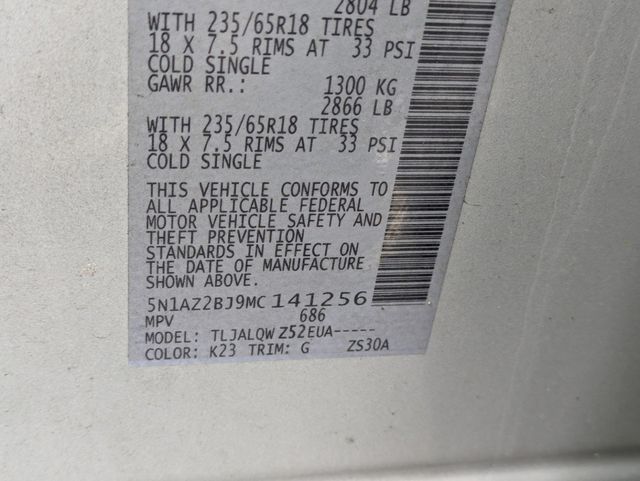 2804 LB
WITH 235/65R18 TIRES
18 X 7.5 RIMS AT 33 PSI
COLD SINGLE
GAWR RR.: 1300 KG
2866 LB
WITH 235/65R18 TIRES
18 X 7.5 RIMS AT 33 PSI
COLD SINGLE
THIS VEHICLE CONFORMS TO
ALL APPLICABLE FEDERAL
MOTOR VEHICLE SAFETY AND
THEFT PREVENTION
STANDARDS IN EFFECT ON
THE DATE OF MANUFACTURE
SHOWN ABOVE.
5N1AZ2BJ9MC141256
MPV 686
MODEL: TLJALQWZ52EUA-----
COLOR: K23 TRIM: G ZS30A